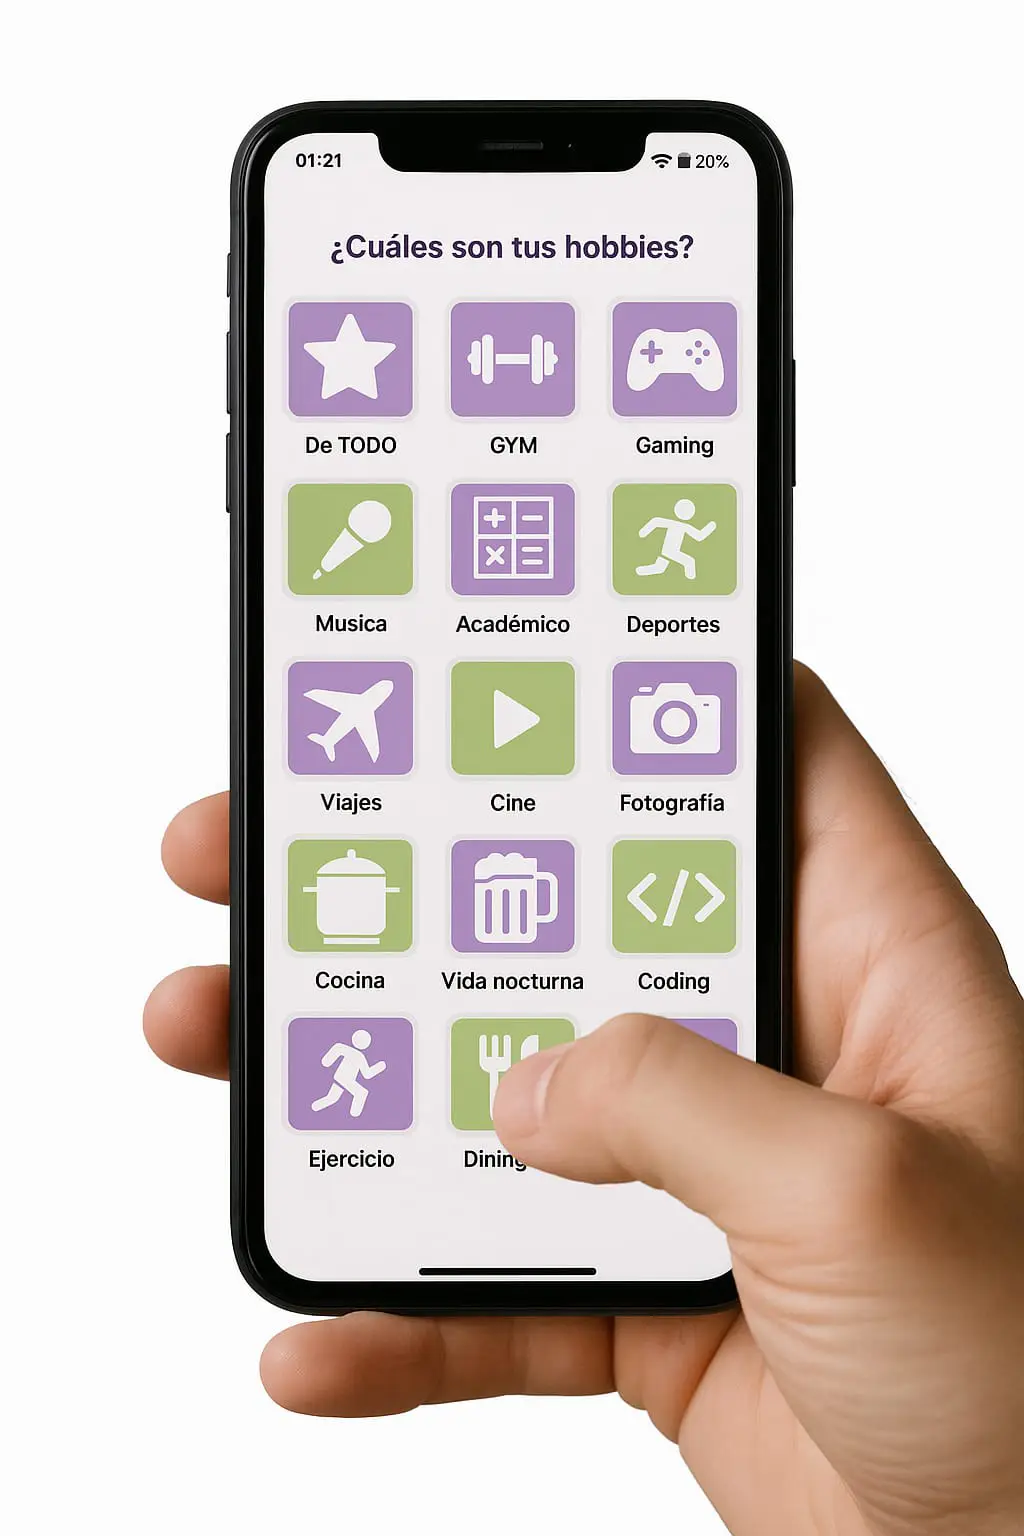 01:21 20%
¿Cuáles son tus hobbies?
De TODO GYM Gaming
Musica Académico Deportes
Viajes Cine Fotografía
Cocina Vida nocturna Coding
Ejercicio Dining